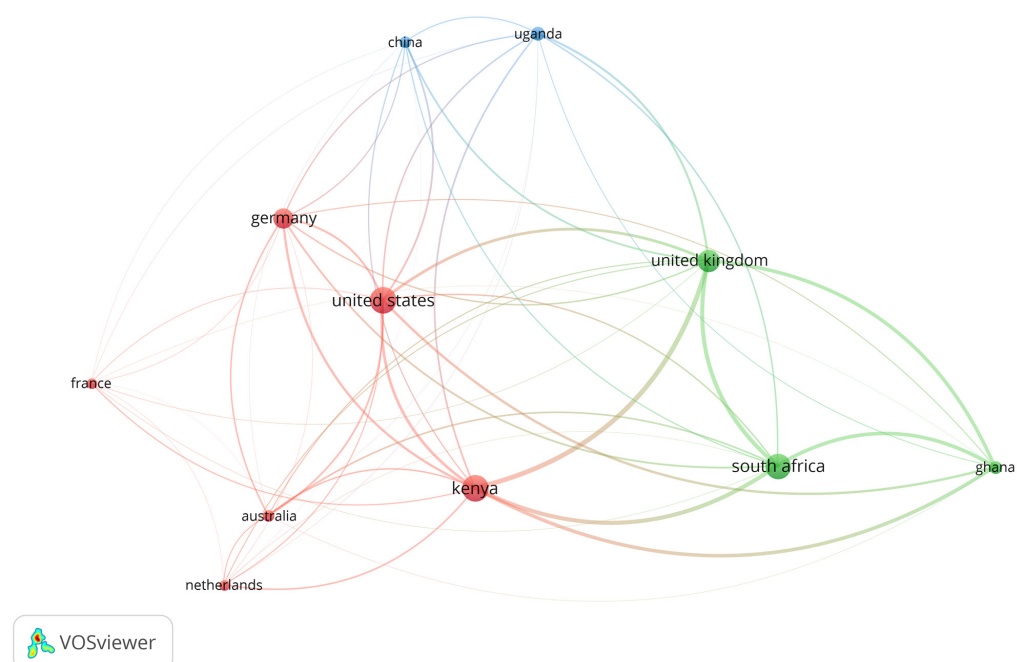 china
uganda
germany
united kingdom
united states
france
south africa
ghana
kenya
australia
netherlands
VOSviewer